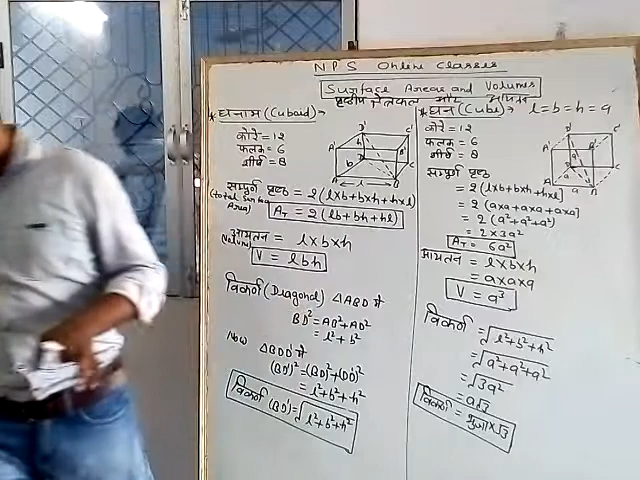 NPS Online Classes
Surface Areas and Volumes
पृष्ठीय क्षेत्रफल और आयतन
* घनाभ (Cuboid) →
कोरें = 12
फलक = 6
शीर्ष = 8
A' B' C' D'
A B C D
l b h
सम्पूर्ण पृष्ठ = 2(l×b+b×h+h×l)
(total surface Area)
A_T = 2(lb+bh+hl)
आयतन = l×b×h
(Volume)
V = lbh
विकर्ण (Diagonal) ΔABD में
BD² = AB²+AD²
= l²+b²
Now ΔBDD' में
(BD')² = (BD)²+(DD')²
= l²+b²+h²
विकर्ण (BD') = √l²+b²+h²
* घन (Cube) › l=b=h=a
कोरें = 12
फलक = 6
शीर्ष = 8
सम्पूर्ण पृष्ठ
= 2(l×b+b×h+h×l)
= 2(a×a+a×a+a×a)
= 2(a²+a²+a²)
= 2×3a²
A_T = 6a²
आयतन = l×b×h
= a×a×a
V = a³
विकर्ण = √l²+b²+h²
= √a²+a²+a²
= √3a²
= a√3
विकर्ण = भुजा×√3